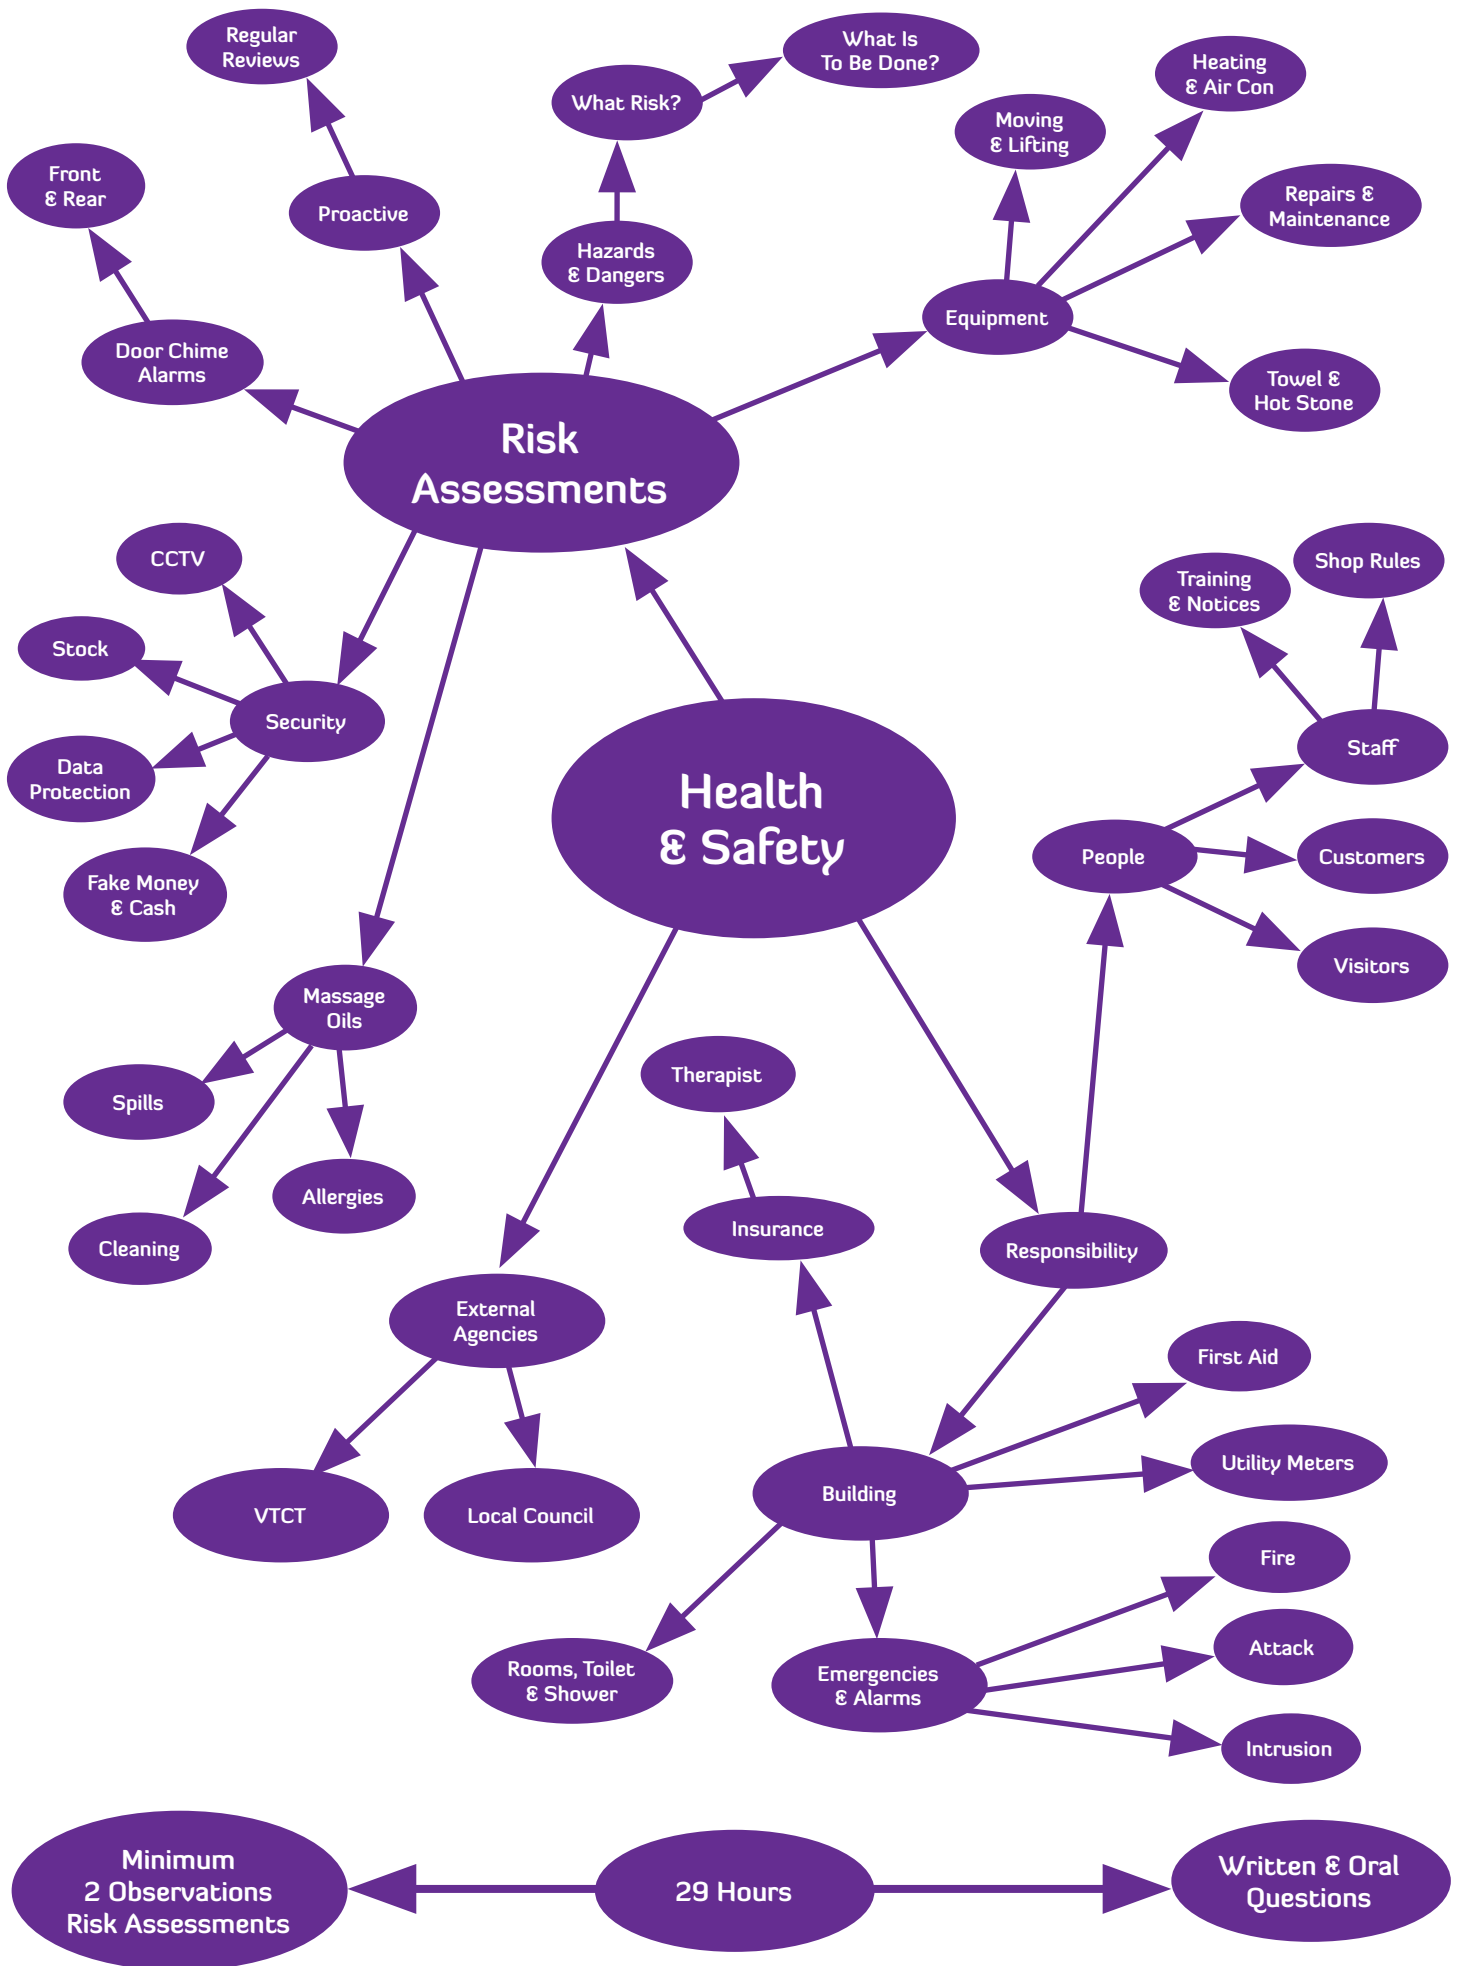 Regular
Reviews
What Is
To Be Done?
Heating
& Air Con
What Risk?
Moving
& Lifting
Front
& Rear
Proactive
Repairs &
Maintenance
Hazards
& Dangers
Equipment
Door Chime
Alarms
Towel &
Hot Stone
Risk
Assessments
CCTV
Shop Rules
Training
& Notices
Stock
Security
Staff
Data
Protection
Health
& Safety
People
Customers
Fake Money
& Cash
Visitors
Massage
Oils
Therapist
Spills
Allergies
Insurance
Cleaning
Responsibility
External
Agencies
First Aid
Utility Meters
VTCT
Local Council
Building
Fire
Attack
Rooms, Toilet
& Shower
Emergencies
& Alarms
Intrusion
Minimum
2 Observations
Risk Assessments
29 Hours
Written & Oral
Questions